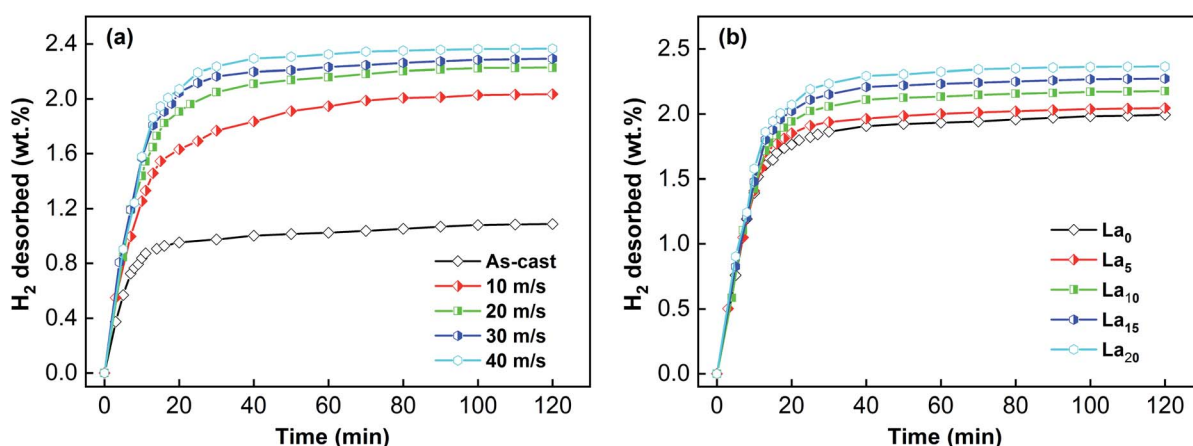 (a)
H₂ desorbed (wt.%)
2.4
2.0
1.6
1.2
0.8
0.4
0.0
As-cast
10 m/s
20 m/s
30 m/s
40 m/s
0 20 40 60 80 100 120
Time (min)
(b)
H₂ desorbed (wt.%)
2.5
2.0
1.5
1.0
0.5
0.0
La₀
La₅
La₁₀
La₁₅
La₂₀
0 20 40 60 80 100 120
Time (min)